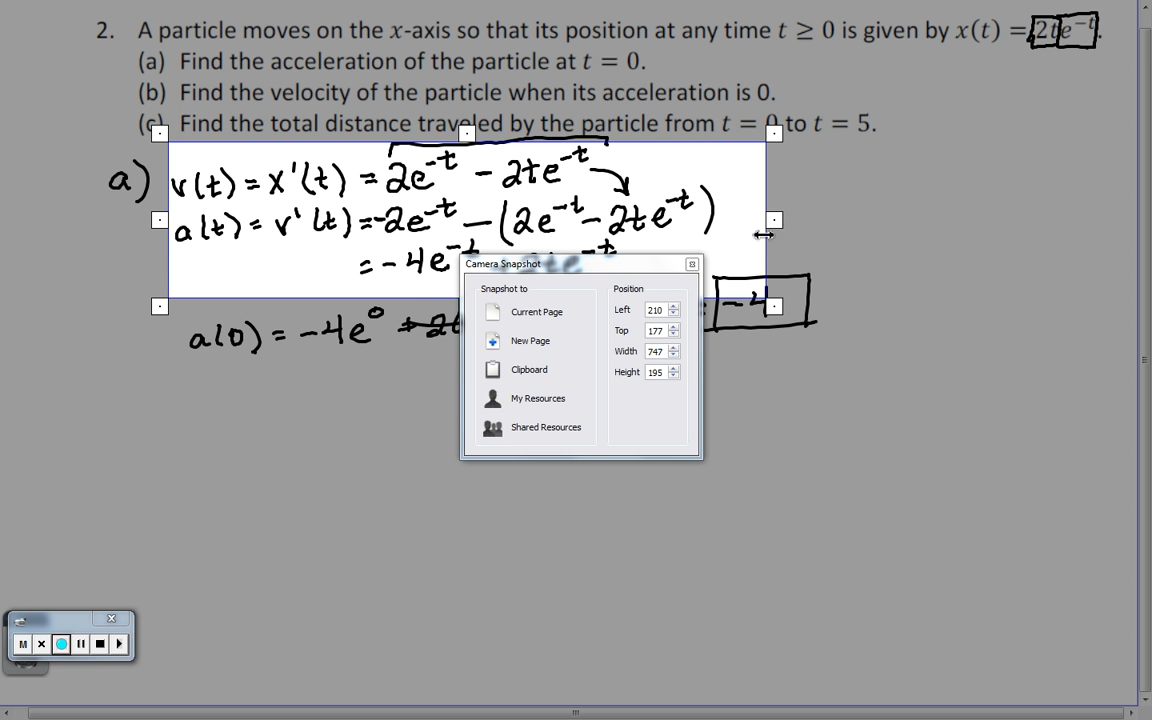 2. A particle moves on the x-axis so that its position at any time t ≥ 0 is given by x(t) = 2te⁻ᵗ.
(a) Find the acceleration of the particle at t = 0.
(b) Find the velocity of the particle when its acceleration is 0.
(c) Find the total distance traveled by the particle from t = 0 to t = 5.
a) v(t) = x'(t) = 2e⁻ᵗ - 2te⁻ᵗ
a(t) = v'(t) = -2e⁻ᵗ - (2e⁻ᵗ - 2te⁻ᵗ)
= -4e⁻ᵗ + 2te⁻ᵗ
a(0) = -4e⁰ + 2 = -4
Camera Snapshot
Snapshot to
Current Page
New Page
Clipboard
My Resources
Shared Resources
Position
Left 210
Top 177
Width 747
Height 195
M